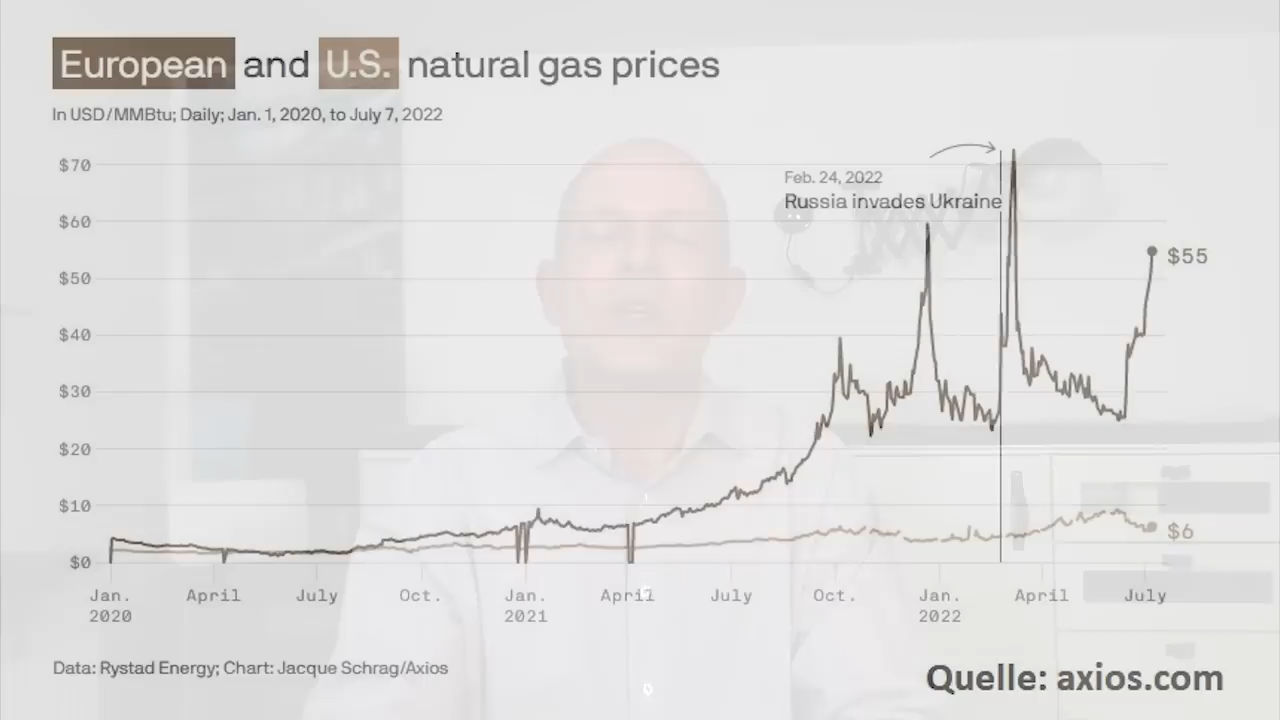 European and U.S. natural gas prices
In USD/MMBtu; Daily; Jan. 1, 2020, to July 7, 2022
$70
Feb. 24, 2022
Russia invades Ukraine
$60
$55
$50
$40
$30
$20
$10
$6
$0
Jan. April July Oct. Jan. April July Oct. Jan. April July
2020 2021 2022
Data: Rystad Energy; Chart: Jacque Schrag/Axios
Quelle: axios.com